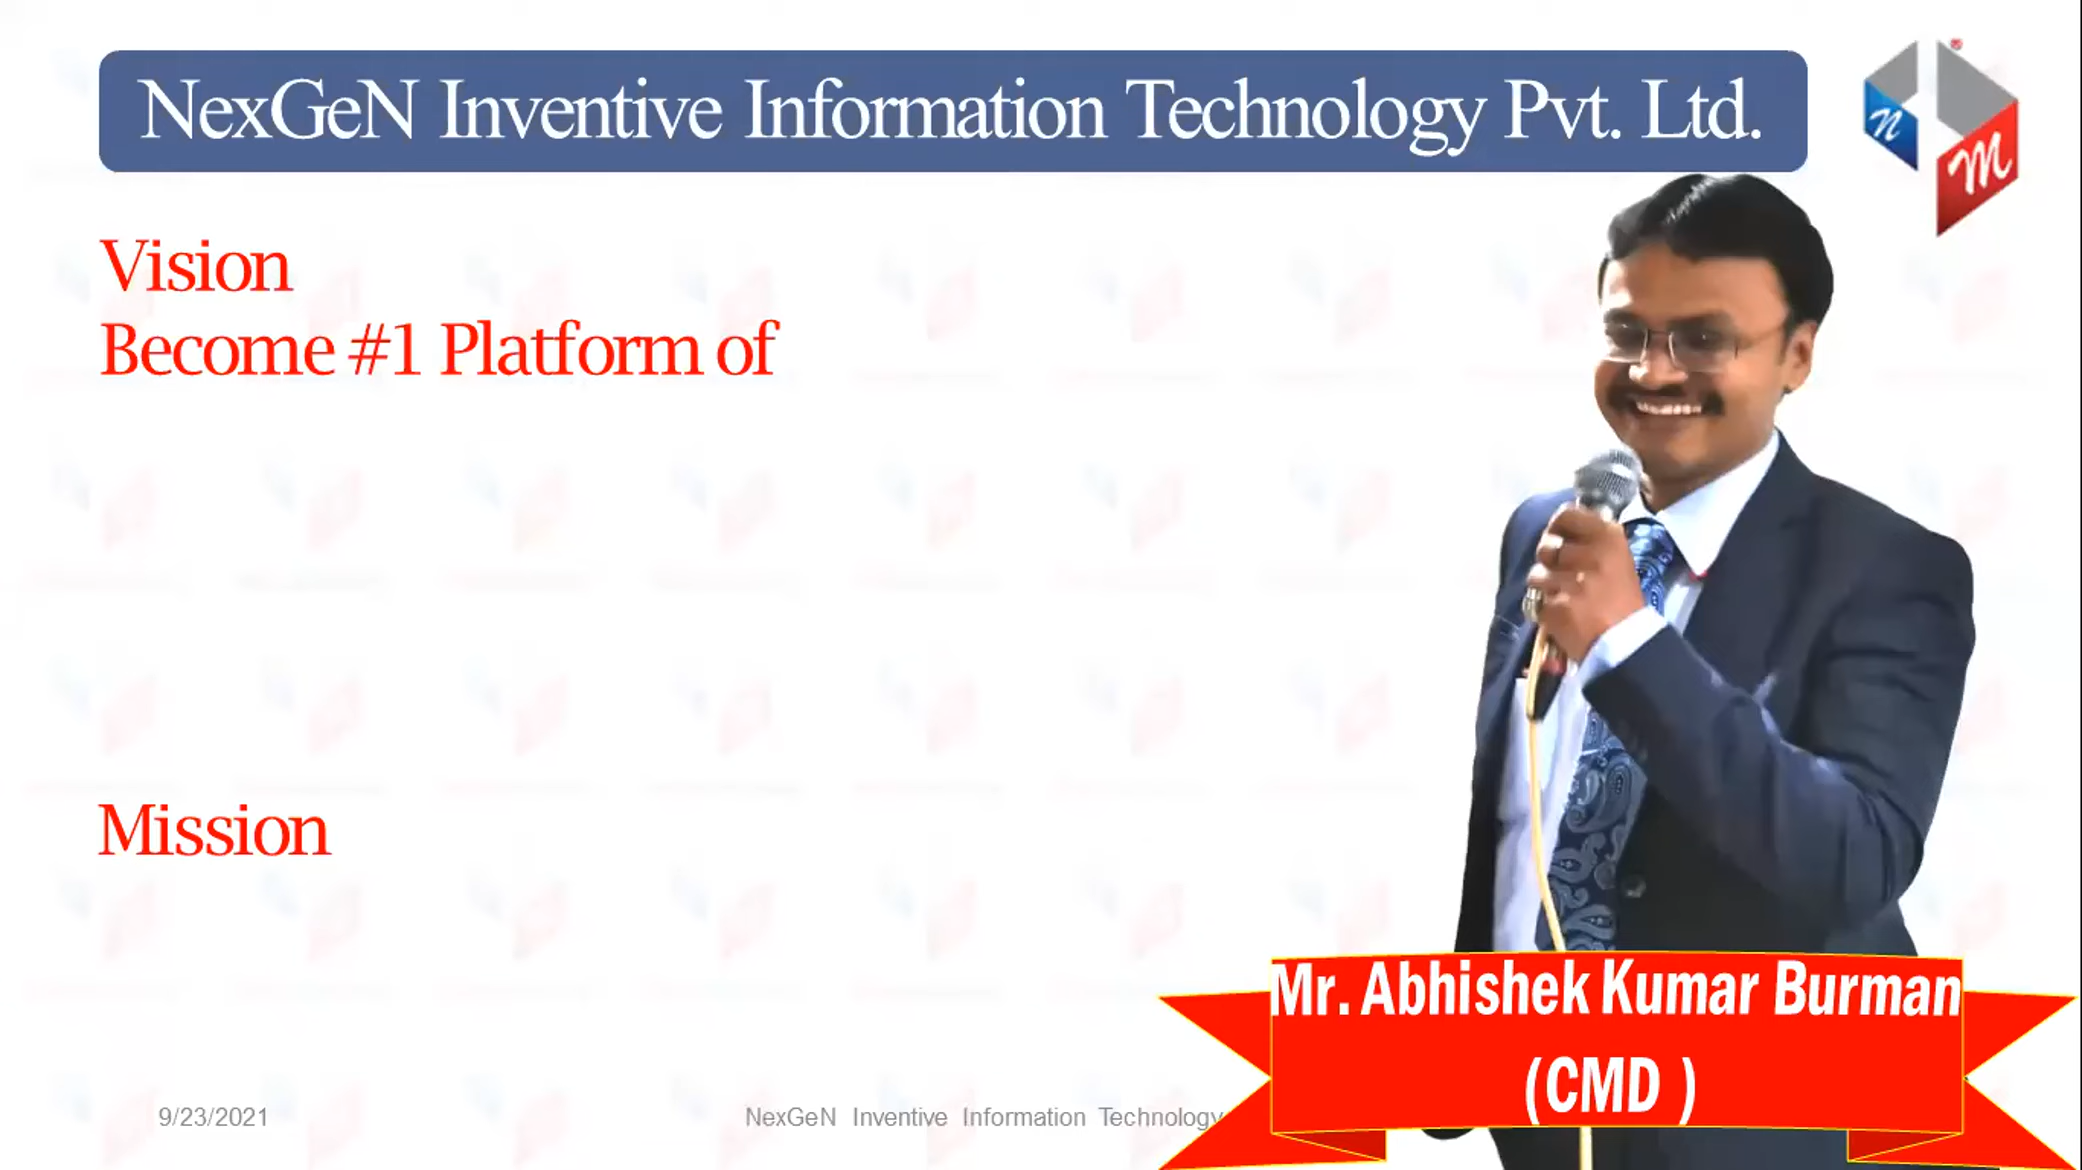 NexGeN Inventive Information Technology Pvt. Ltd.
n
M
Vision
Become #1 Platform of
Mission
Mr. Abhishek Kumar Burman
(CMD )
9/23/2021
NexGeN Inventive Information Technology